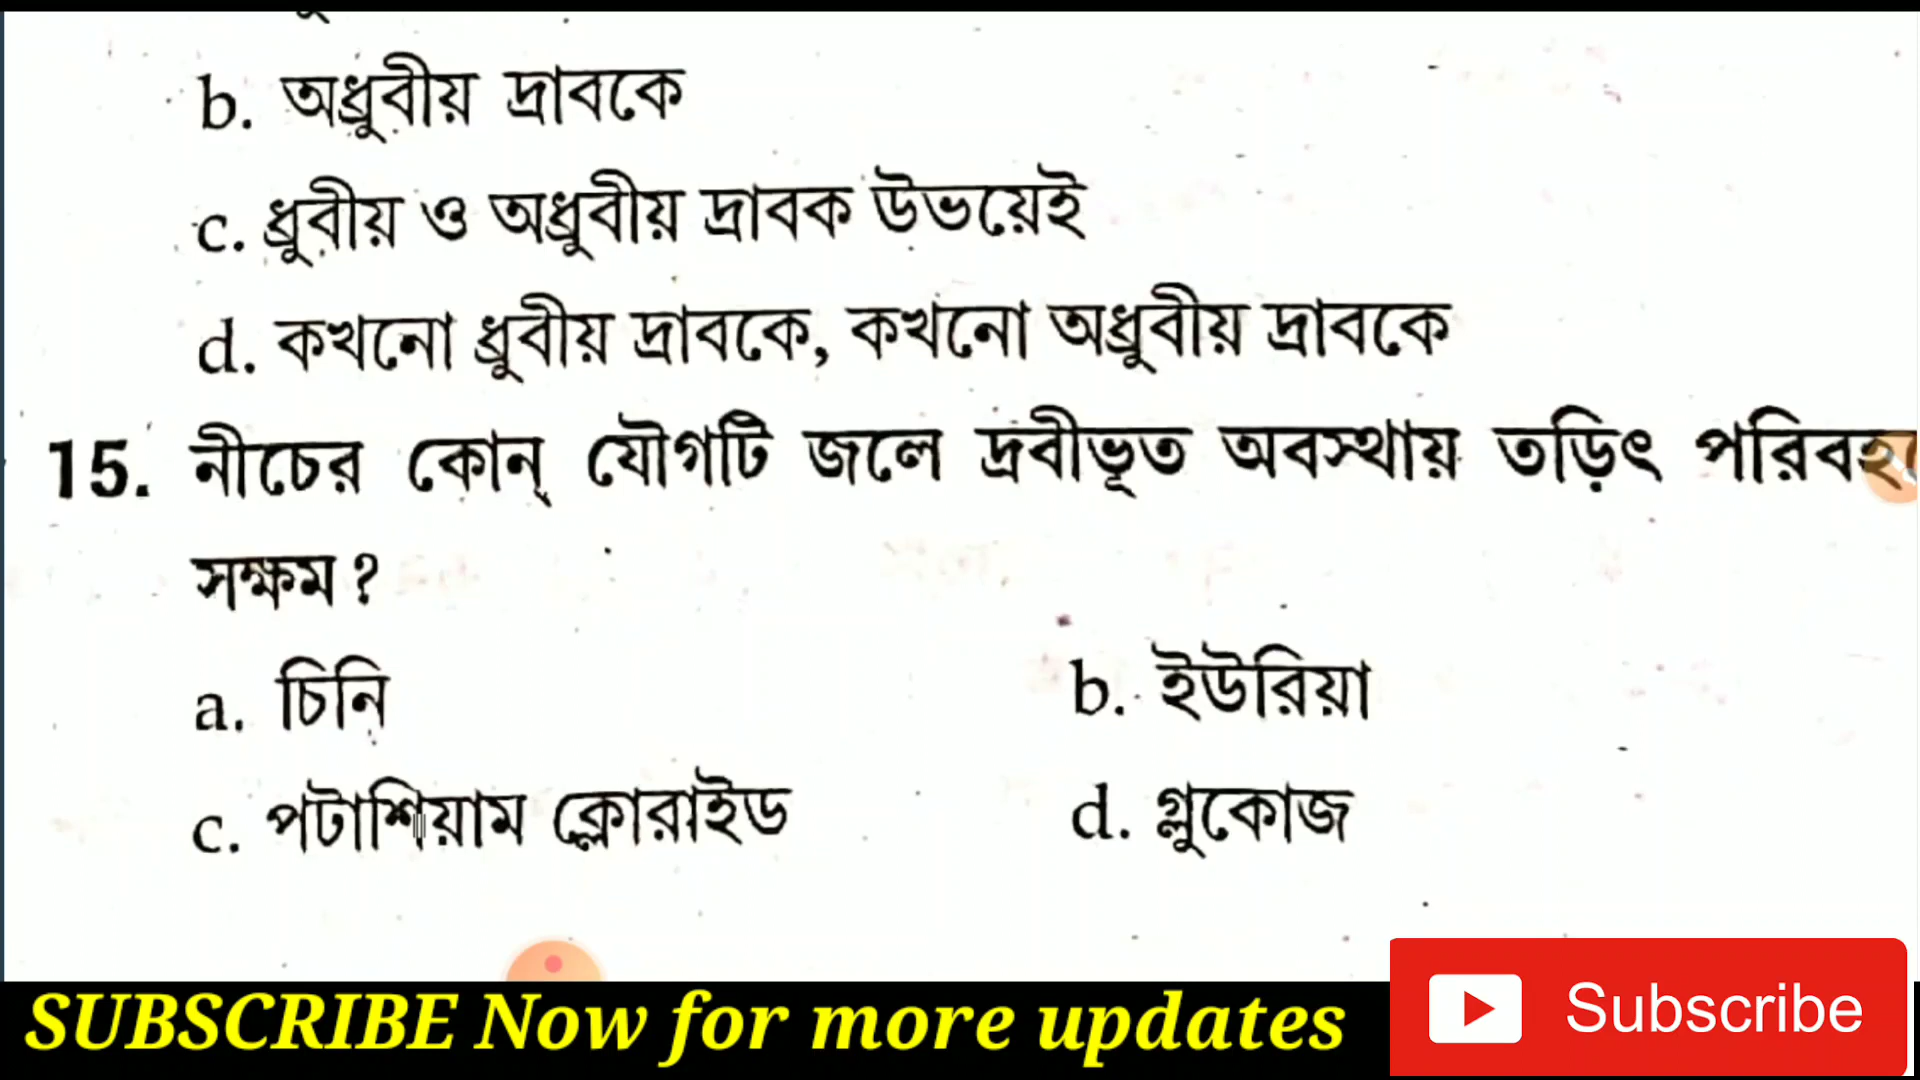 b. অধ্রুবীয় দ্রাবকে
c. ধ্রুবীয় ও অধ্রুবীয় দ্রাবক উভয়েই
d. কখনো ধ্রুবীয় দ্রাবকে, কখনো অধ্রুবীয় দ্রাবকে
15. নীচের কোন্ যৌগটি জলে দ্রবীভূত অবস্থায় তড়িৎ
সক্ষম?
a. চিনি b. ইউরিয়া
c. পটাশিয়াম ক্লোরাইড d. গ্লুকোজ
SUBSCRIBE Now for more updates
Subscribe